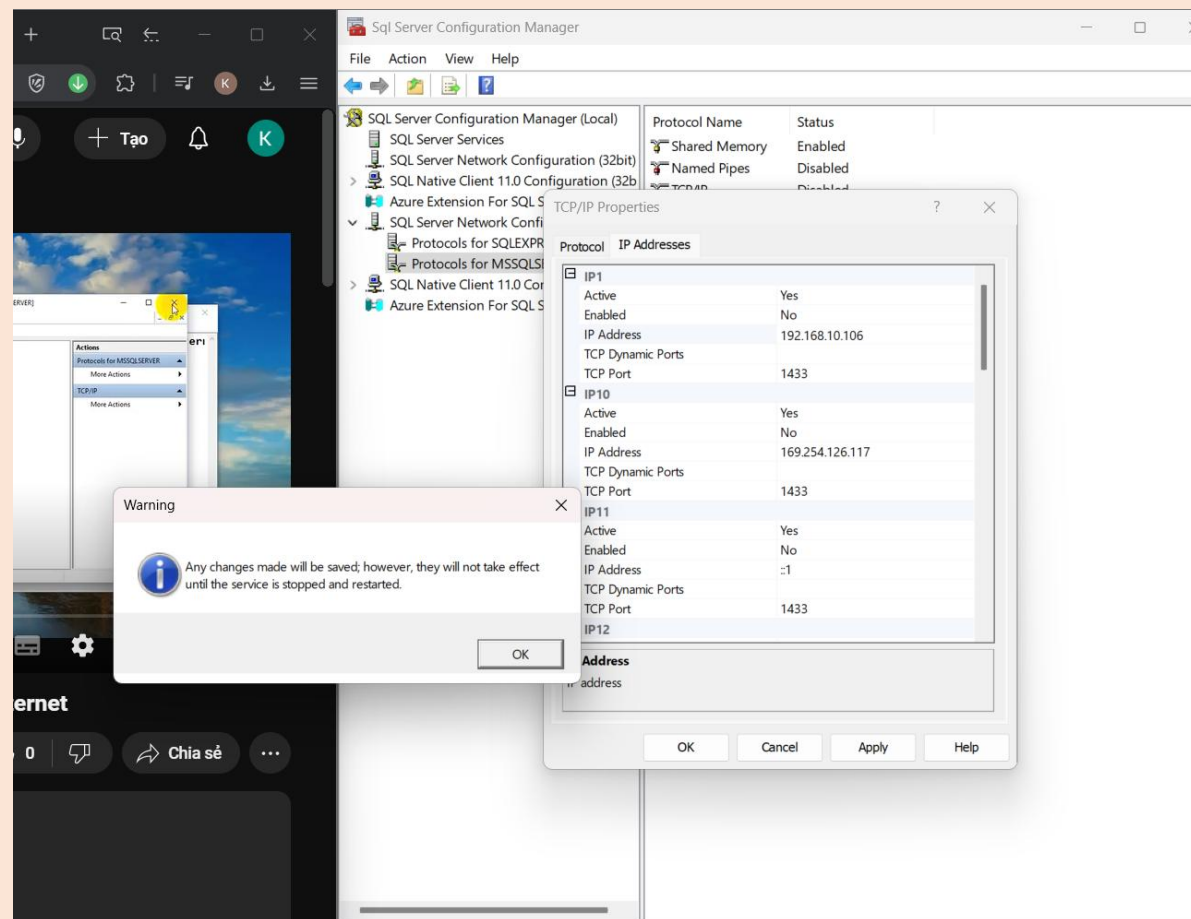 Sql Server Configuration Manager
File Action View Help
SQL Server Configuration Manager (Local)
SQL Server Services
SQL Server Network Configuration (32bit)
SQL Native Client 11.0 Configuration (32b
Azure Extension For SQL S
SQL Server Network Confi
Protocols for SQLEXPR
Protocols for MSSQLS
SQL Native Client 11.0 Cor
Azure Extension For SQL S
Protocol Name Status
Shared Memory Enabled
Named Pipes Disabled
TCP/IP Disabled
TCP/IP Properties
Protocol IP Addresses
IP1
Active Yes
Enabled No
IP Address 192.168.10.106
TCP Dynamic Ports
TCP Port 1433
IP10
Active Yes
Enabled No
IP Address 169.254.126.117
TCP Dynamic Ports
TCP Port 1433
IP11
Active Yes
Enabled No
IP Address ::1
TCP Dynamic Ports
TCP Port 1433
IP12
Address
IP address
OK Cancel Apply Help
K
Tạo K
ERVER]
Actions
Protocols for MSSQLSERVER
More Actions
TCP/IP
More Actions
Warning
Any changes made will be saved; however, they will not take effect
until the service is stopped and restarted.
OK
ernet
0 Chia sẻ